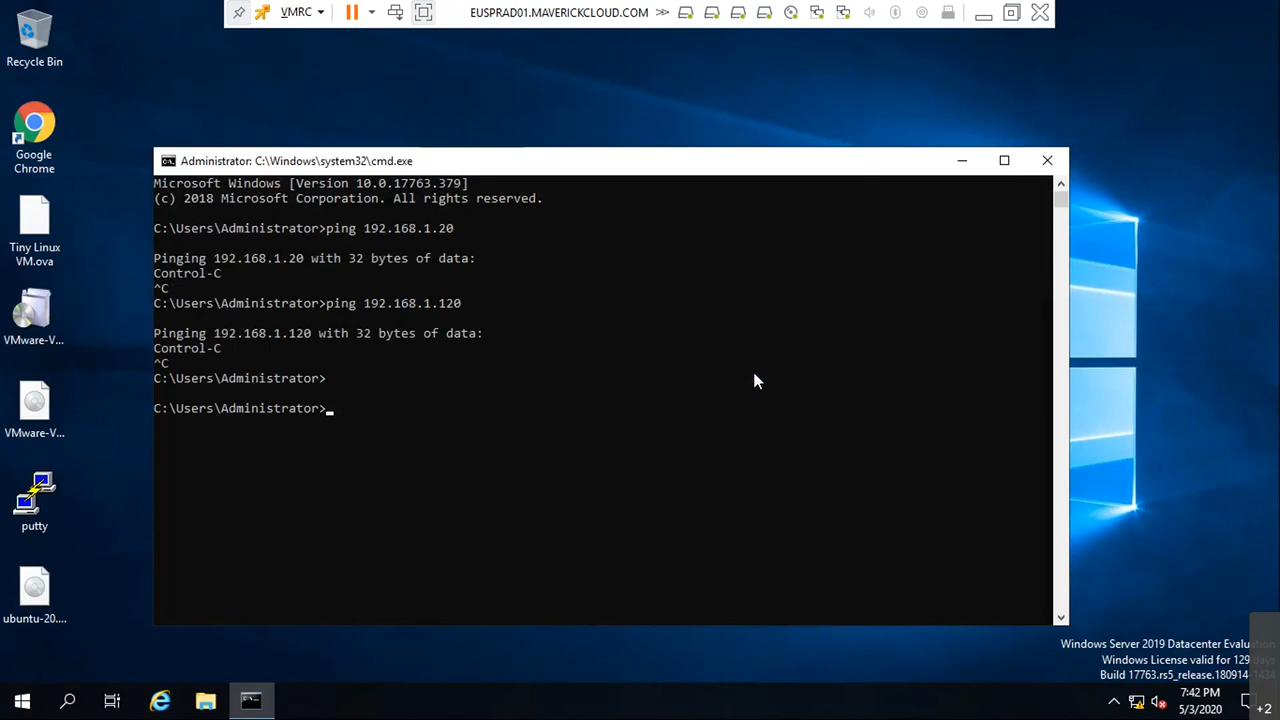 VMRC
EUSPRAD01.MAVERICKCLOUD.COM
Recycle Bin
Google
Chrome
Tiny Linux
VM.ova
VMware-V...
VMware-V...
putty
ubuntu-20....
Administrator: C:\Windows\system32\cmd.exe
Microsoft Windows [Version 10.0.17763.379]
(c) 2018 Microsoft Corporation. All rights reserved.
C:\Users\Administrator>ping 192.168.1.20
Pinging 192.168.1.20 with 32 bytes of data:
Control-C
^C
C:\Users\Administrator>ping 192.168.1.120
Pinging 192.168.1.120 with 32 bytes of data:
Control-C
^C
C:\Users\Administrator>
C:\Users\Administrator>
Windows Server 2019 Datacenter Evaluation
Windows License valid for 129 days
Build 17763.rs5_release.180914-1434
7:42 PM
5/3/2020
+2